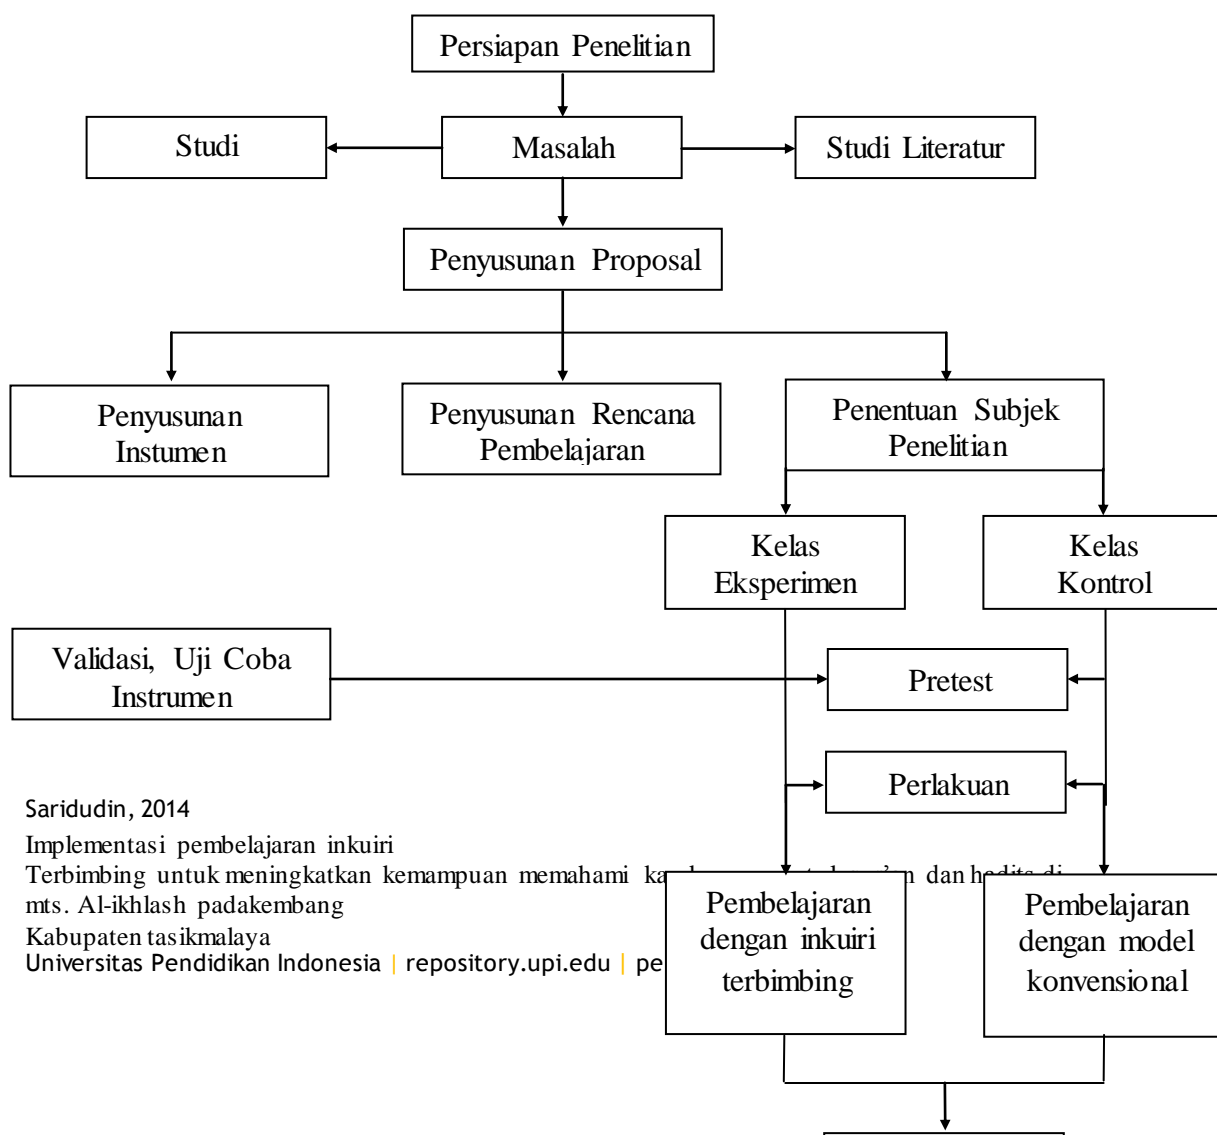 Persiapan Penelitian
Studi
Masalah
Studi Literatur
Penyusunan Proposal
Penyusunan
Instumen
Penyusunan Rencana
Pembelajaran
Penentuan Subjek
Penelitian
Kelas
Eksperimen
Kelas
Kontrol
Validasi, Uji Coba
Instrumen
Pretest
Perlakuan
Saridudin, 2014
Implementasi pembelajaran inkuiri
Terbimbing untuk meningkatkan kemampuan memahami dan di
mts. Al-ikhlash padakembang
Kabupaten tasikmalaya
Universitas Pendidikan Indonesia | repository.upi.edu |
Pembelajaran
dengan inkuiri
terbimbing
Pembelajaran
dengan model
konvensional